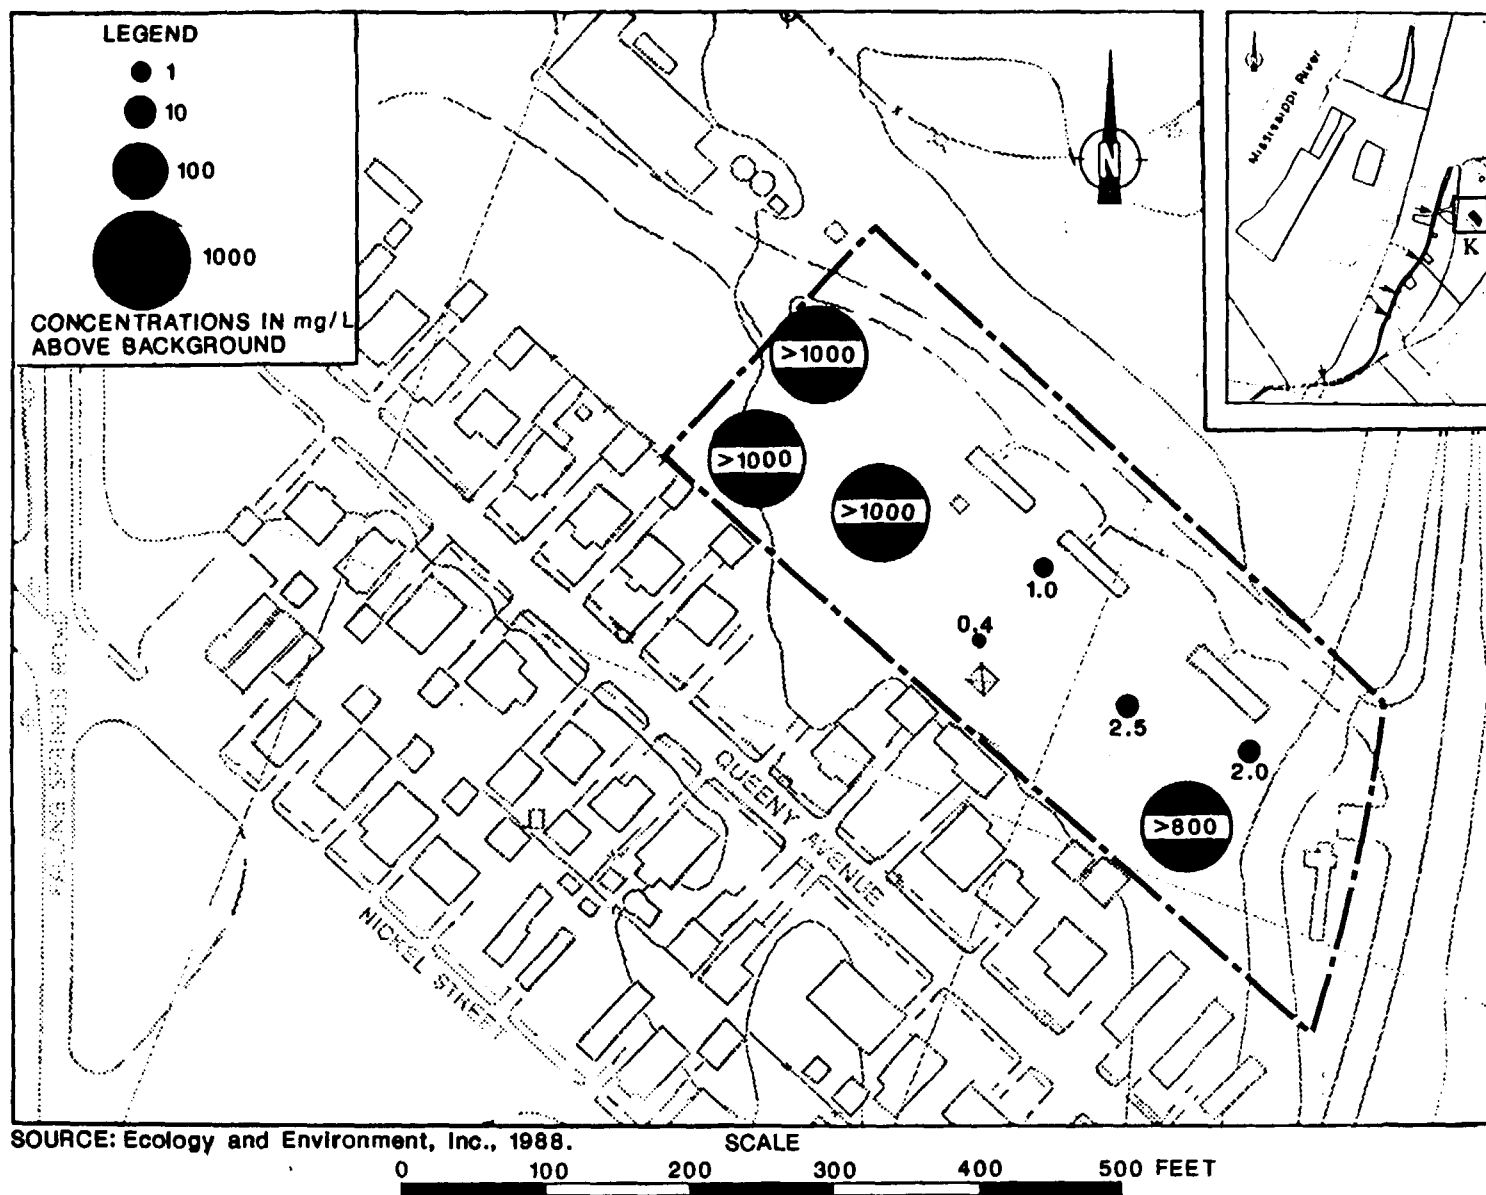 LEGEND
1
10
100
1000
CONCENTRATIONS IN mg/L
ABOVE BACKGROUND
N
Mississippi River
K
>1000
>1000
>1000
1.0
0.4
2.5
2.0
>800
QUEENY AVENUE
NICKEL STREET
SOURCE: Ecology and Environment, Inc., 1988.
SCALE
0 100 200 300 400 500 FEET